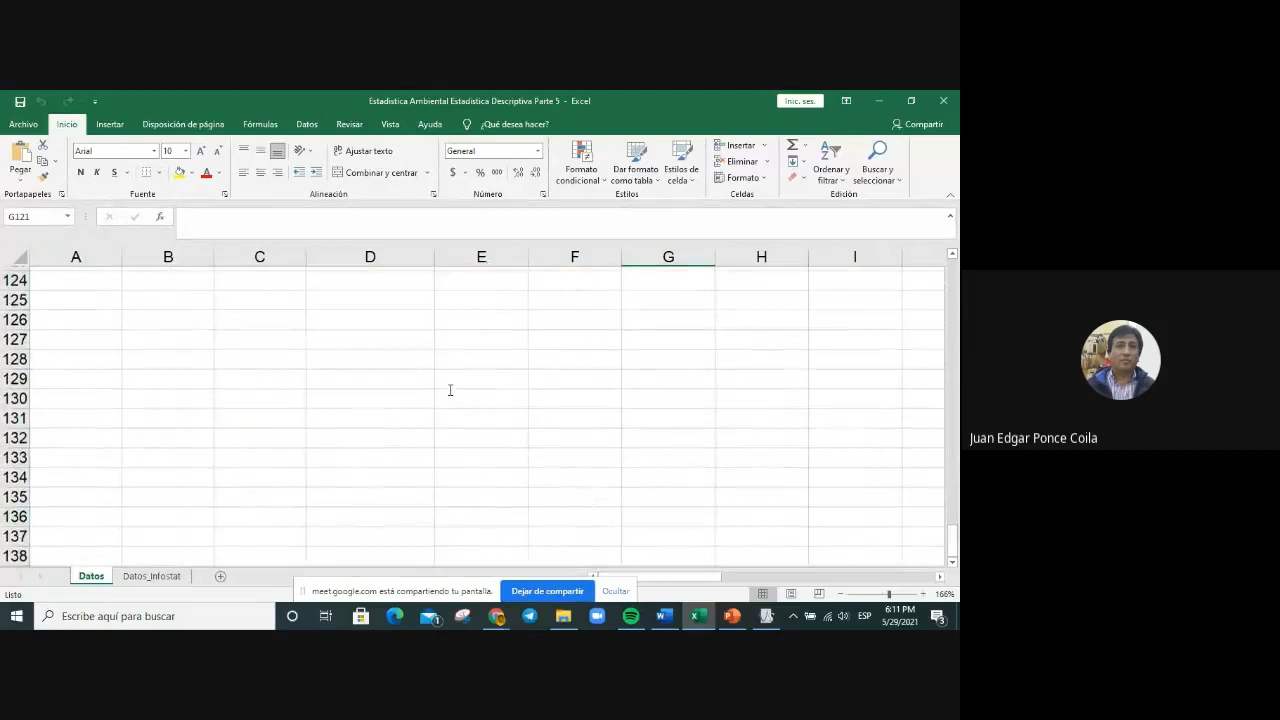 Estadistica Ambiental Estadistica Descriptiva Parte 5 - Excel
Inic. ses.
Archivo Inicio Insertar Disposición de página Fórmulas Datos Revisar Vista Ayuda ¿Qué desea hacer? Compartir
Pegar
Arial 10
Ajustar texto
General
Insertar
N K S
Combinar y centrar
$ % 000
Eliminar
Formato
Formato condicional
Dar formato como tabla
Estilos de celda
Ordenar y filtrar
Buscar y seleccionar
Portapapeles Fuente Alineación Número Estilos Celdas Edición
G121 fx
A B C D E F G H I
124
125
126
127
128
129
130
131
132
133
134
135
136
137
138
Datos Datos_Infostat
meet.google.com está compartiendo tu pantalla. Dejar de compartir Ocultar
Listo
166%
Escribe aquí para buscar
ESP
6:11 PM
5/29/2021
Juan Edgar Ponce Coila